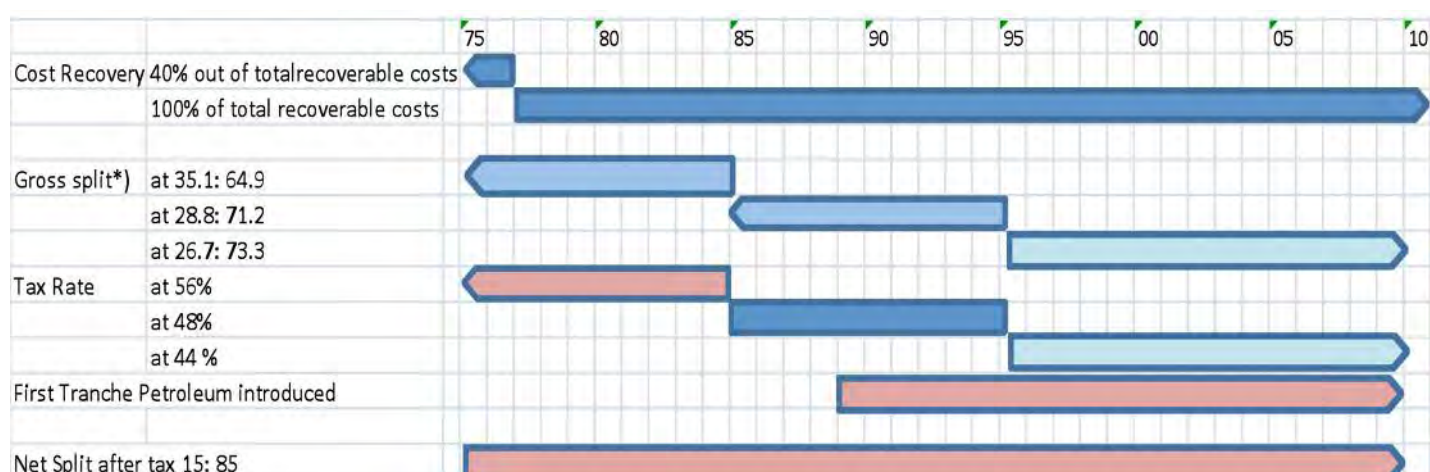 75 80 85 90 95 00 05 10
Cost Recovery 40% out of totalrecoverable costs
100% of total recoverable costs
Gross split*) at 35.1: 64.9
at 28.8: 71.2
at 26.7: 73.3
Tax Rate at 56%
at 48%
at 44 %
First Tranche Petroleum introduced
Net Split after tax 15: 85